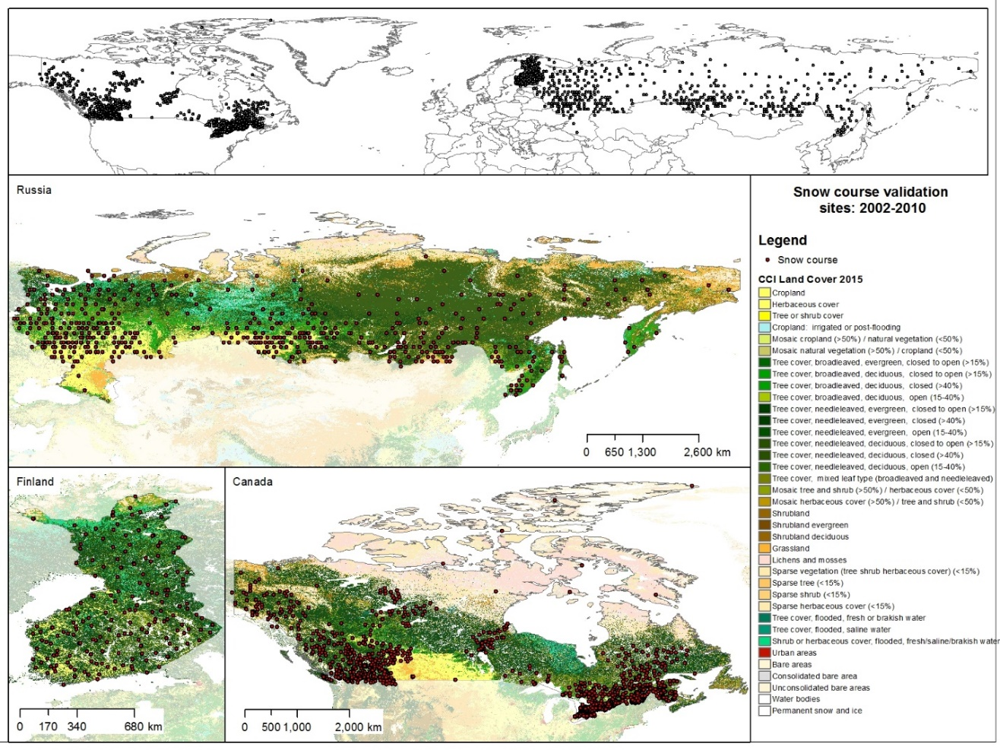 Russia
Snow course validation
sites: 2002-2010
Legend
Snow course
CCI Land Cover 2015
Cropland
Herbaceous cover
Tree or shrub cover
Cropland: irrigated or post-flooding
Mosaic cropland (>50%) / natural vegetation (<50%)
Mosaic natural vegetation (>50%) / cropland (<50%)
Tree cover, broadleaved, evergreen, closed to open (>15%)
Tree cover, broadleaved, deciduous, closed to open (>15%)
Tree cover, broadleaved, deciduous, closed (>40%)
Tree cover, broadleaved, deciduous, open (15-40%)
Tree cover, needleleaved, evergreen, closed to open (>15%)
Tree cover, needleleaved, evergreen, closed (>40%)
Tree cover, needleleaved, evergreen, open (15-40%)
Tree cover, needleleaved, deciduous, closed to open (>15%)
Tree cover, needleleaved, deciduous, closed (>40%)
Tree cover, needleleaved, deciduous, open (15-40%)
Tree cover, mixed leaf type (broadleaved and needleleaved)
Mosaic tree and shrub (>50%) / herbaceous cover (<50%)
Mosaic herbaceous cover (>50%) / tree and shrub (<50%)
Shrubland
Shrubland evergreen
Shrubland deciduous
Grassland
Lichens and mosses
Sparse vegetation (tree shrub herbaceous cover) (<15%)
Sparse tree (<15%)
Sparse shrub (<15%)
Sparse herbaceous cover (<15%)
Tree cover, flooded, fresh or brakish water
Tree cover, flooded, saline water
Shrub or herbaceous cover, flooded, fresh/saline/brakish water
Urban areas
Bare areas
Consolidated bare area
Unconsolidated bare areas
Water bodies
Permanent snow and ice
0 650 1,300 2,600 km
Finland
0 170 340 680 km
Canada
0 500 1,000 2,000 km